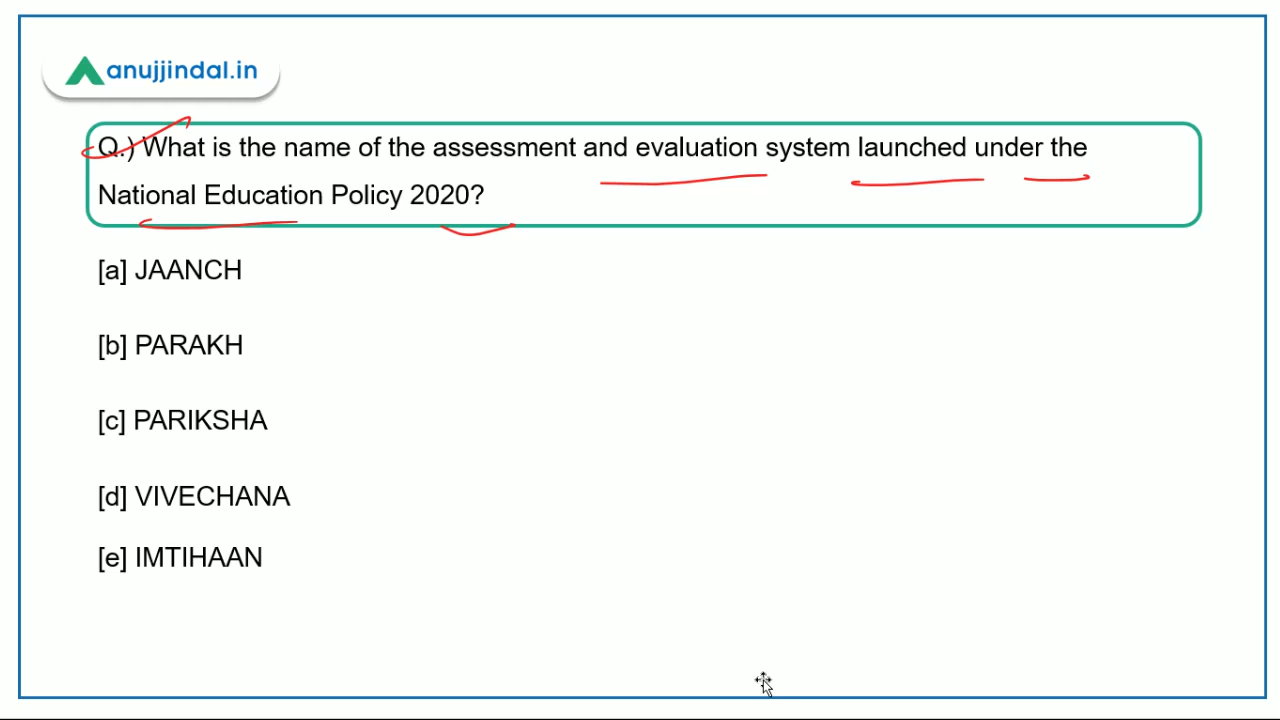 anujjindal.in
Q.) What is the name of the assessment and evaluation system launched under the
National Education Policy 2020?
[a] JAANCH
[b] PARAKH
[c] PARIKSHA
[d] VIVECHANA
[e] IMTIHAAN